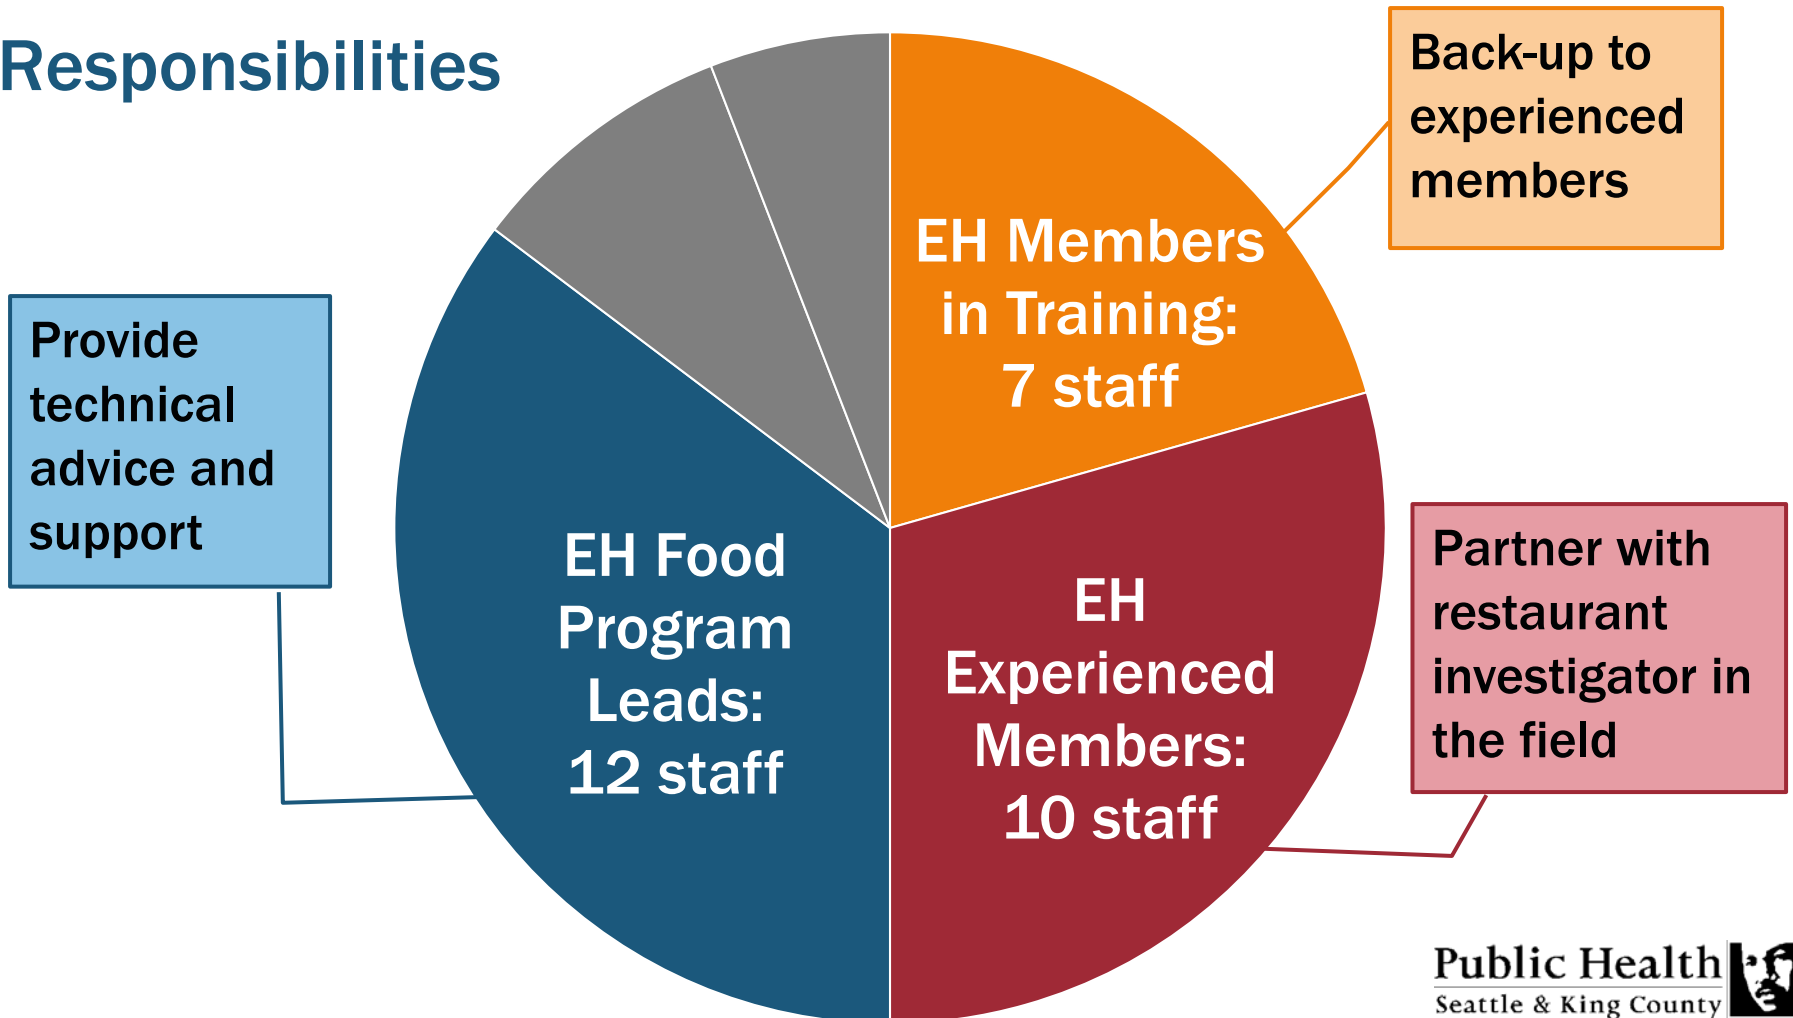 Responsibilities
Back-up to
experienced
members
EH Members
in Training:
7 staff
Provide
technical
advice and
support
EH Food
Program
Leads:
12 staff
EH
Experienced
Members:
10 staff
Partner with
restaurant
investigator in
the field
Public Health
Seattle & King County